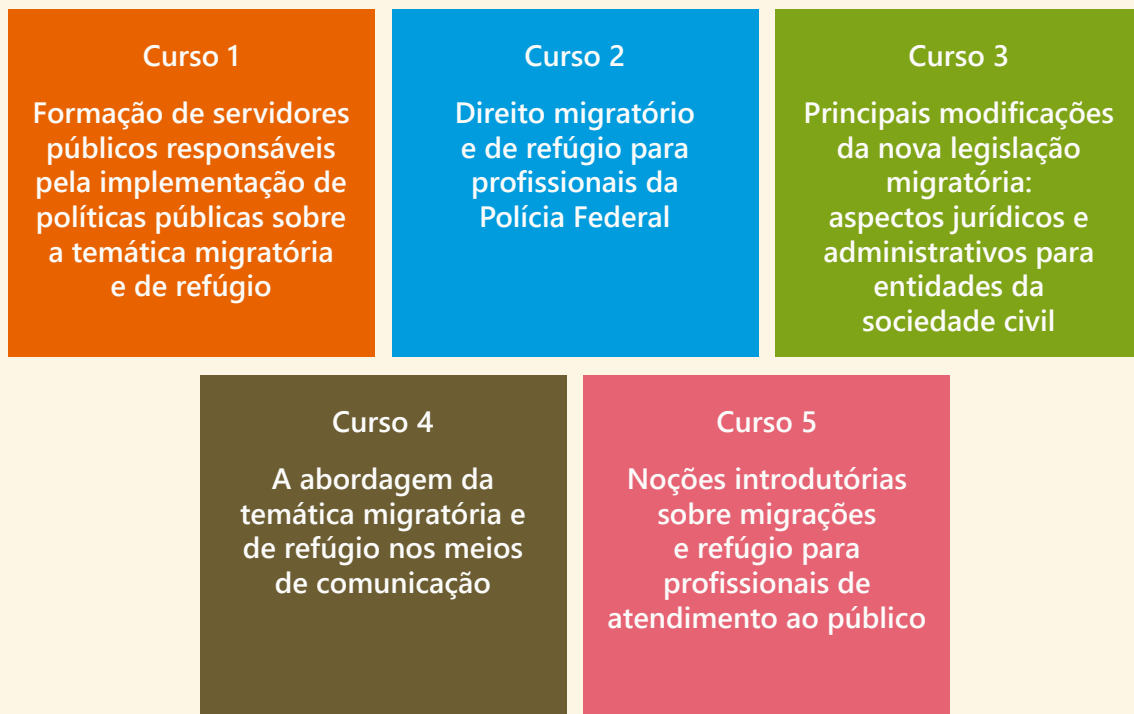 Curso 1
Formação de servidores
públicos responsáveis
pela implementação de
políticas públicas sobre
a temática migratória
e de refúgio
Curso 2
Direito migratório
e de refúgio para
profissionais da
Polícia Federal
Curso 3
Principais modificações
da nova legislação
migratória:
aspectos jurídicos e
administrativos para
entidades da
sociedade civil
Curso 4
A abordagem da
temática migratória e
de refúgio nos meios
de comunicação
Curso 5
Noções introdutórias
sobre migrações
e refúgio para
profissionais de
atendimento ao público